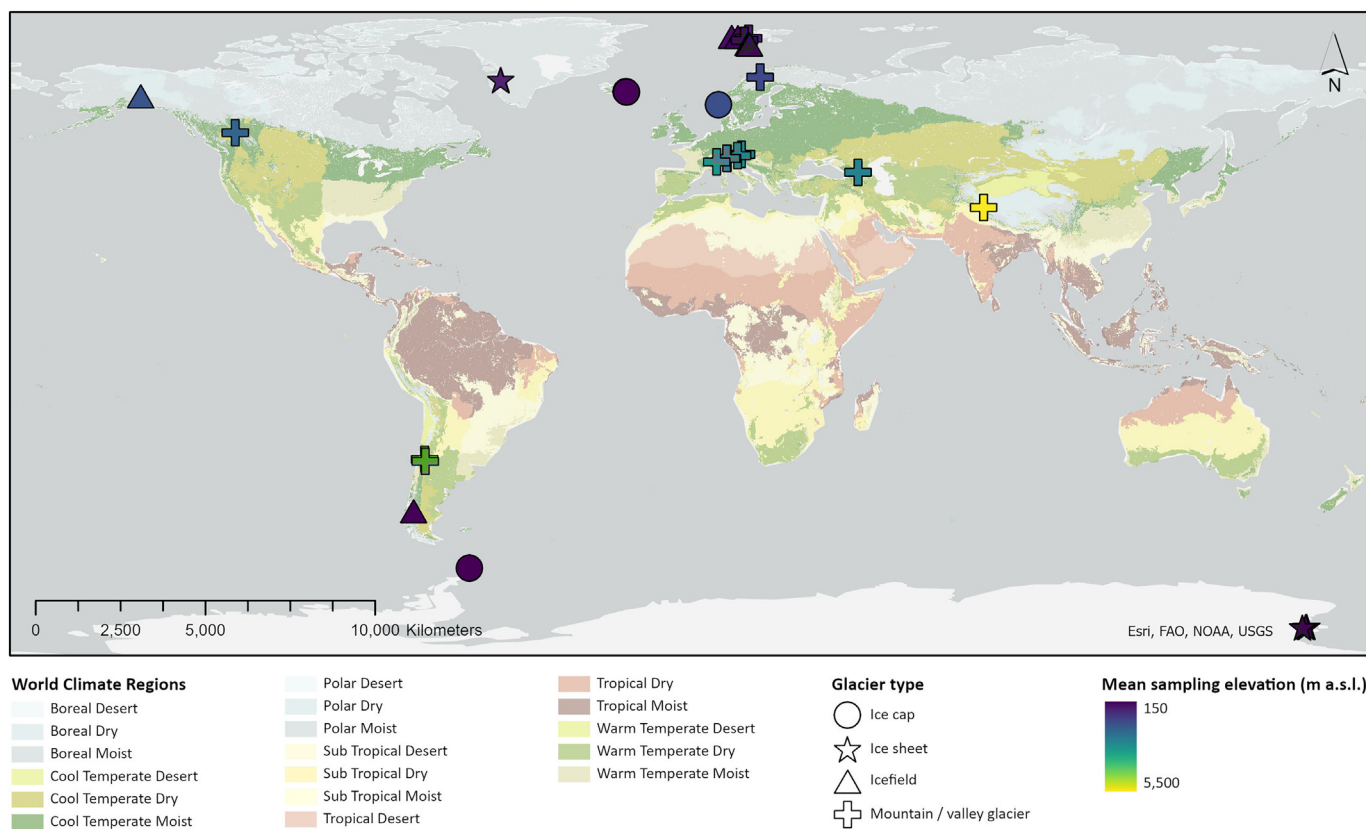 N
0 2,500 5,000 10,000 Kilometers
Esri, FAO, NOAA, USGS
World Climate Regions
Boreal Desert
Boreal Dry
Boreal Moist
Cool Temperate Desert
Cool Temperate Dry
Cool Temperate Moist
Polar Desert
Polar Dry
Polar Moist
Sub Tropical Desert
Sub Tropical Dry
Sub Tropical Moist
Tropical Desert
Tropical Dry
Tropical Moist
Warm Temperate Desert
Warm Temperate Dry
Warm Temperate Moist
Glacier type
Ice cap
Ice sheet
Icefield
Mountain / valley glacier
Mean sampling elevation (m a.s.l.)
150
5,500